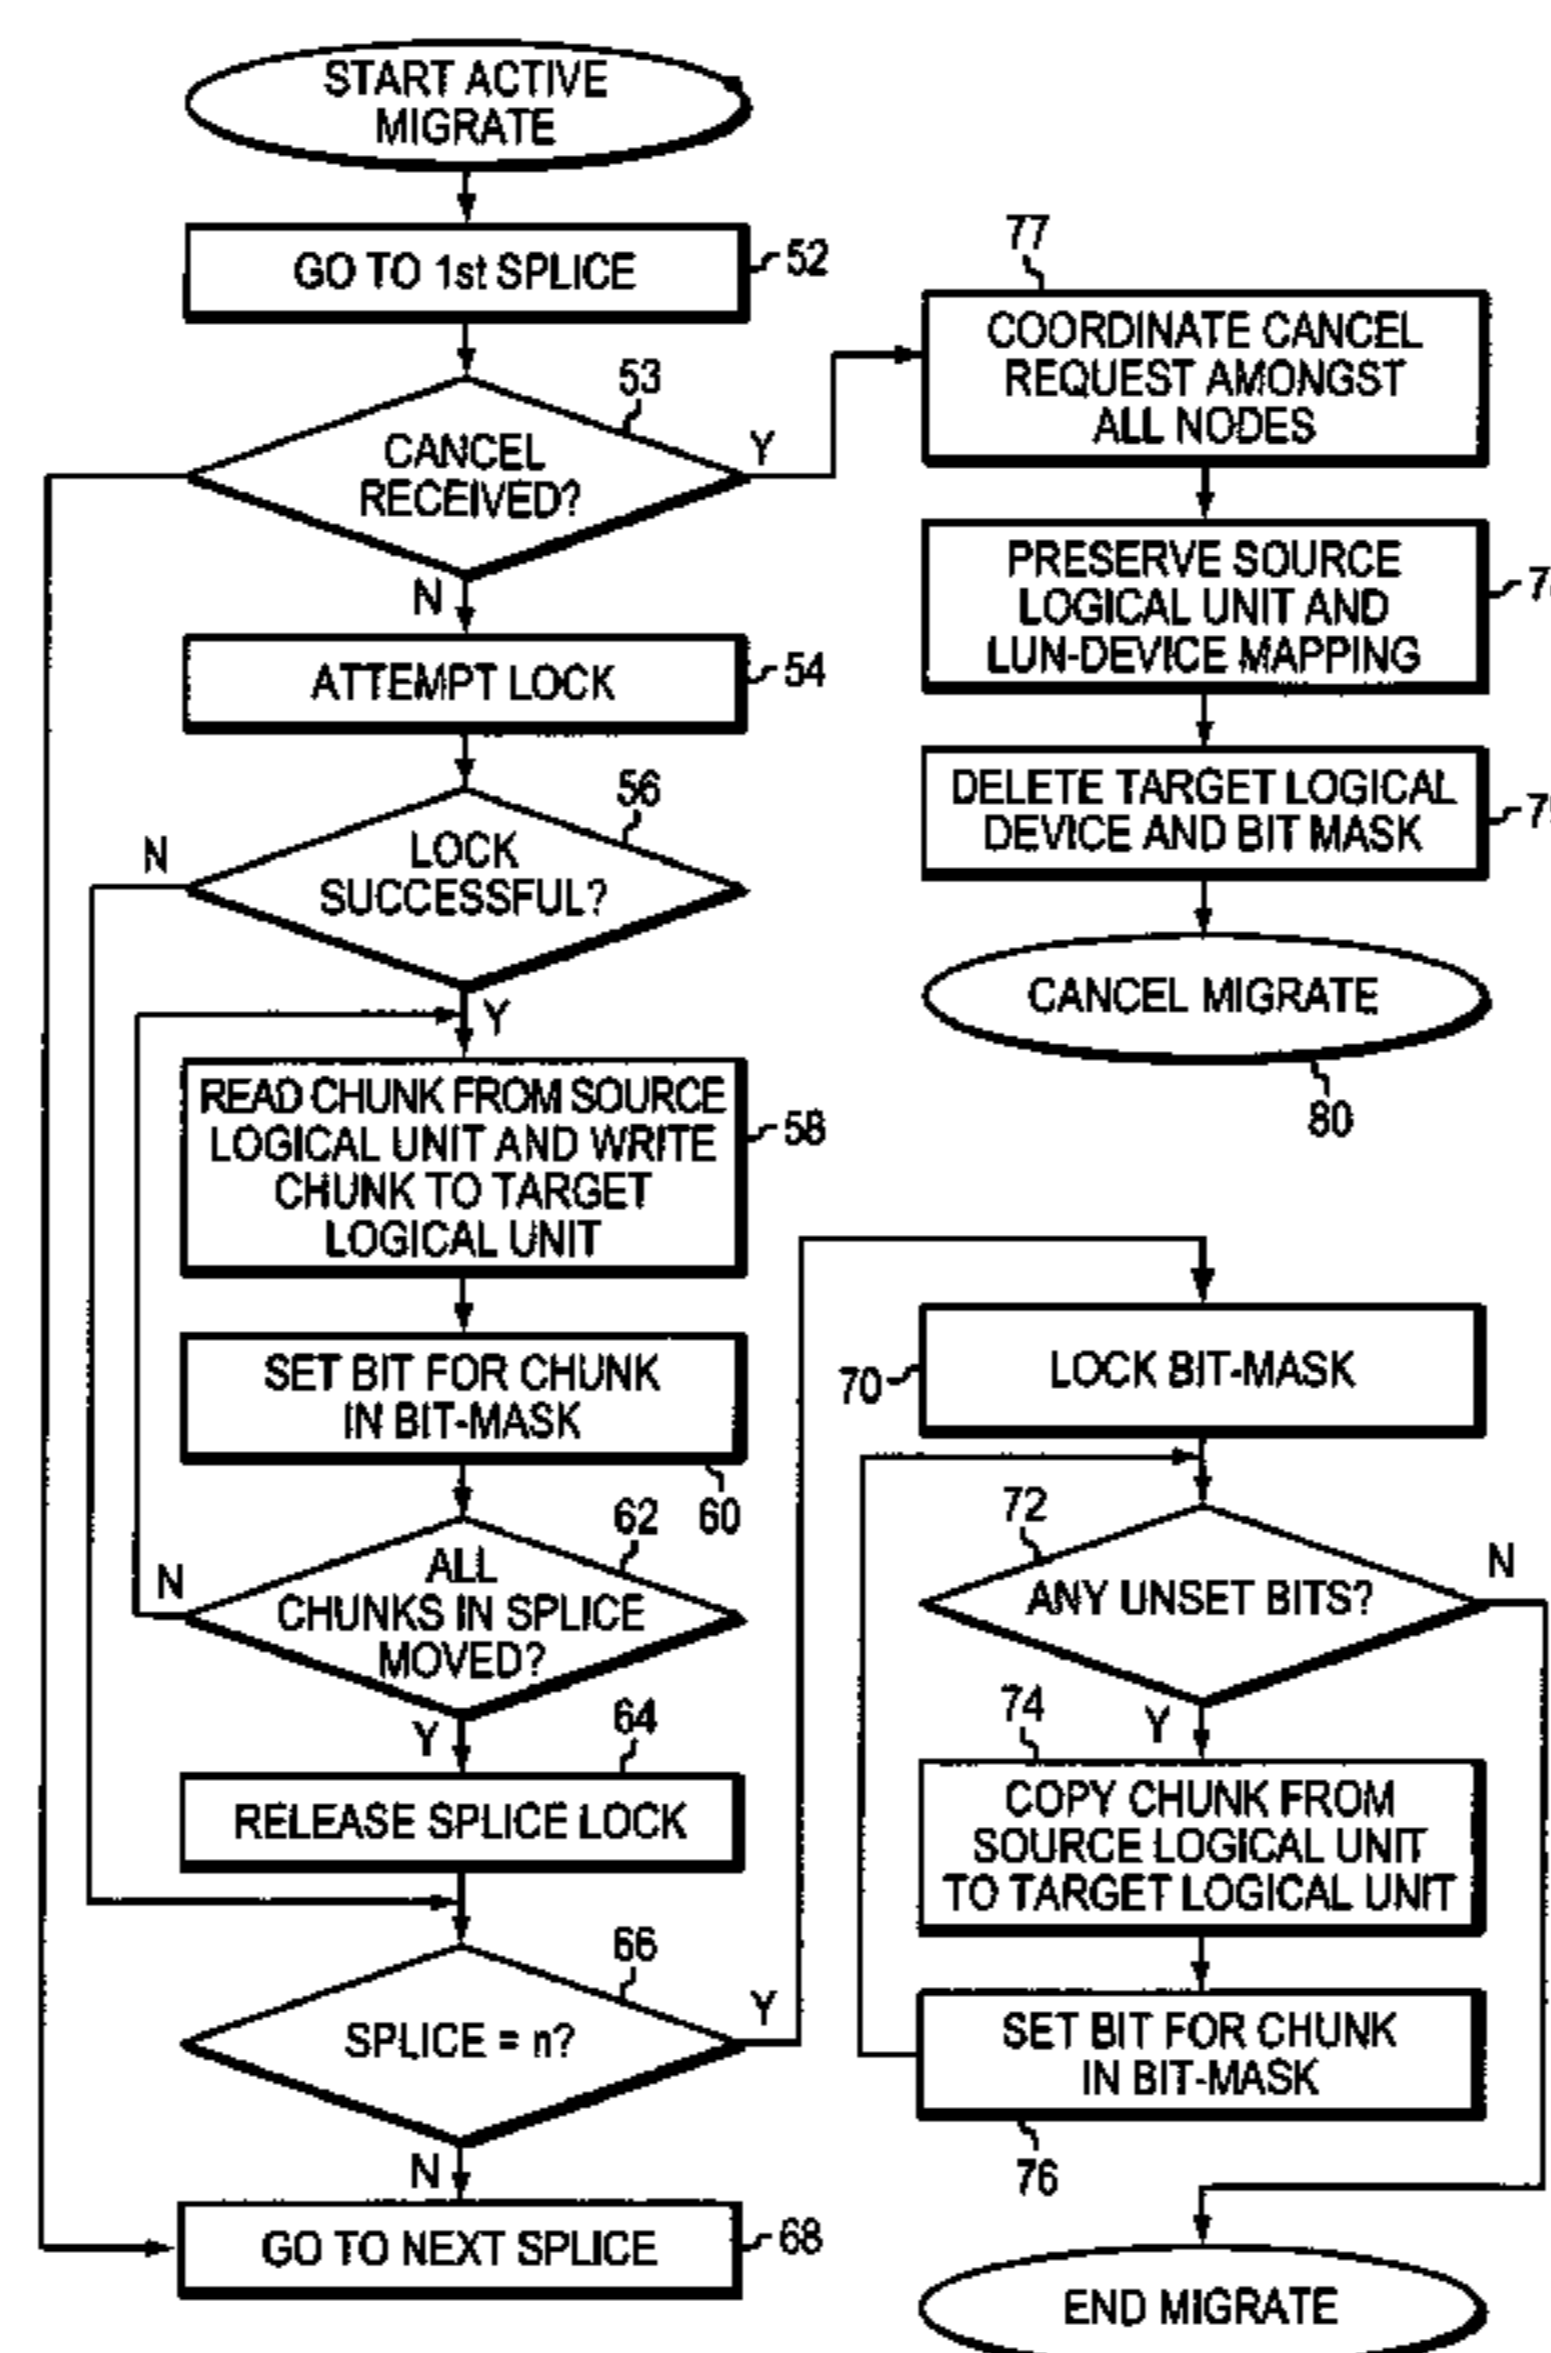 START ACTIVE
MIGRATE
GO TO 1st SPLICE
52
53
CANCEL
RECEIVED?
Y
N
ATTEMPT LOCK
54
56
LOCK
SUCCESSFUL?
N
Y
READ CHUNK FROM SOURCE
LOGICAL UNIT AND WRITE
CHUNK TO TARGET
LOGICAL UNIT
58
SET BIT FOR CHUNK
IN BIT-MASK
60
62
ALL
CHUNKS IN SPLICE
MOVED?
N
Y
64
RELEASE SPLICE LOCK
66
SPLICE = n?
Y
N
GO TO NEXT SPLICE
68
77
COORDINATE CANCEL
REQUEST AMONGST
ALL NODES
PRESERVE SOURCE
LOGICAL UNIT AND
LUN-DEVICE MAPPING
DELETE TARGET LOGICAL
DEVICE AND BIT MASK
CANCEL MIGRATE
80
LOCK BIT-MASK
70
72
ANY UNSET BITS?
N
Y
74
COPY CHUNK FROM
SOURCE LOGICAL UNIT
TO TARGET LOGICAL UNIT
SET BIT FOR CHUNK
IN BIT-MASK
76
END MIGRATE